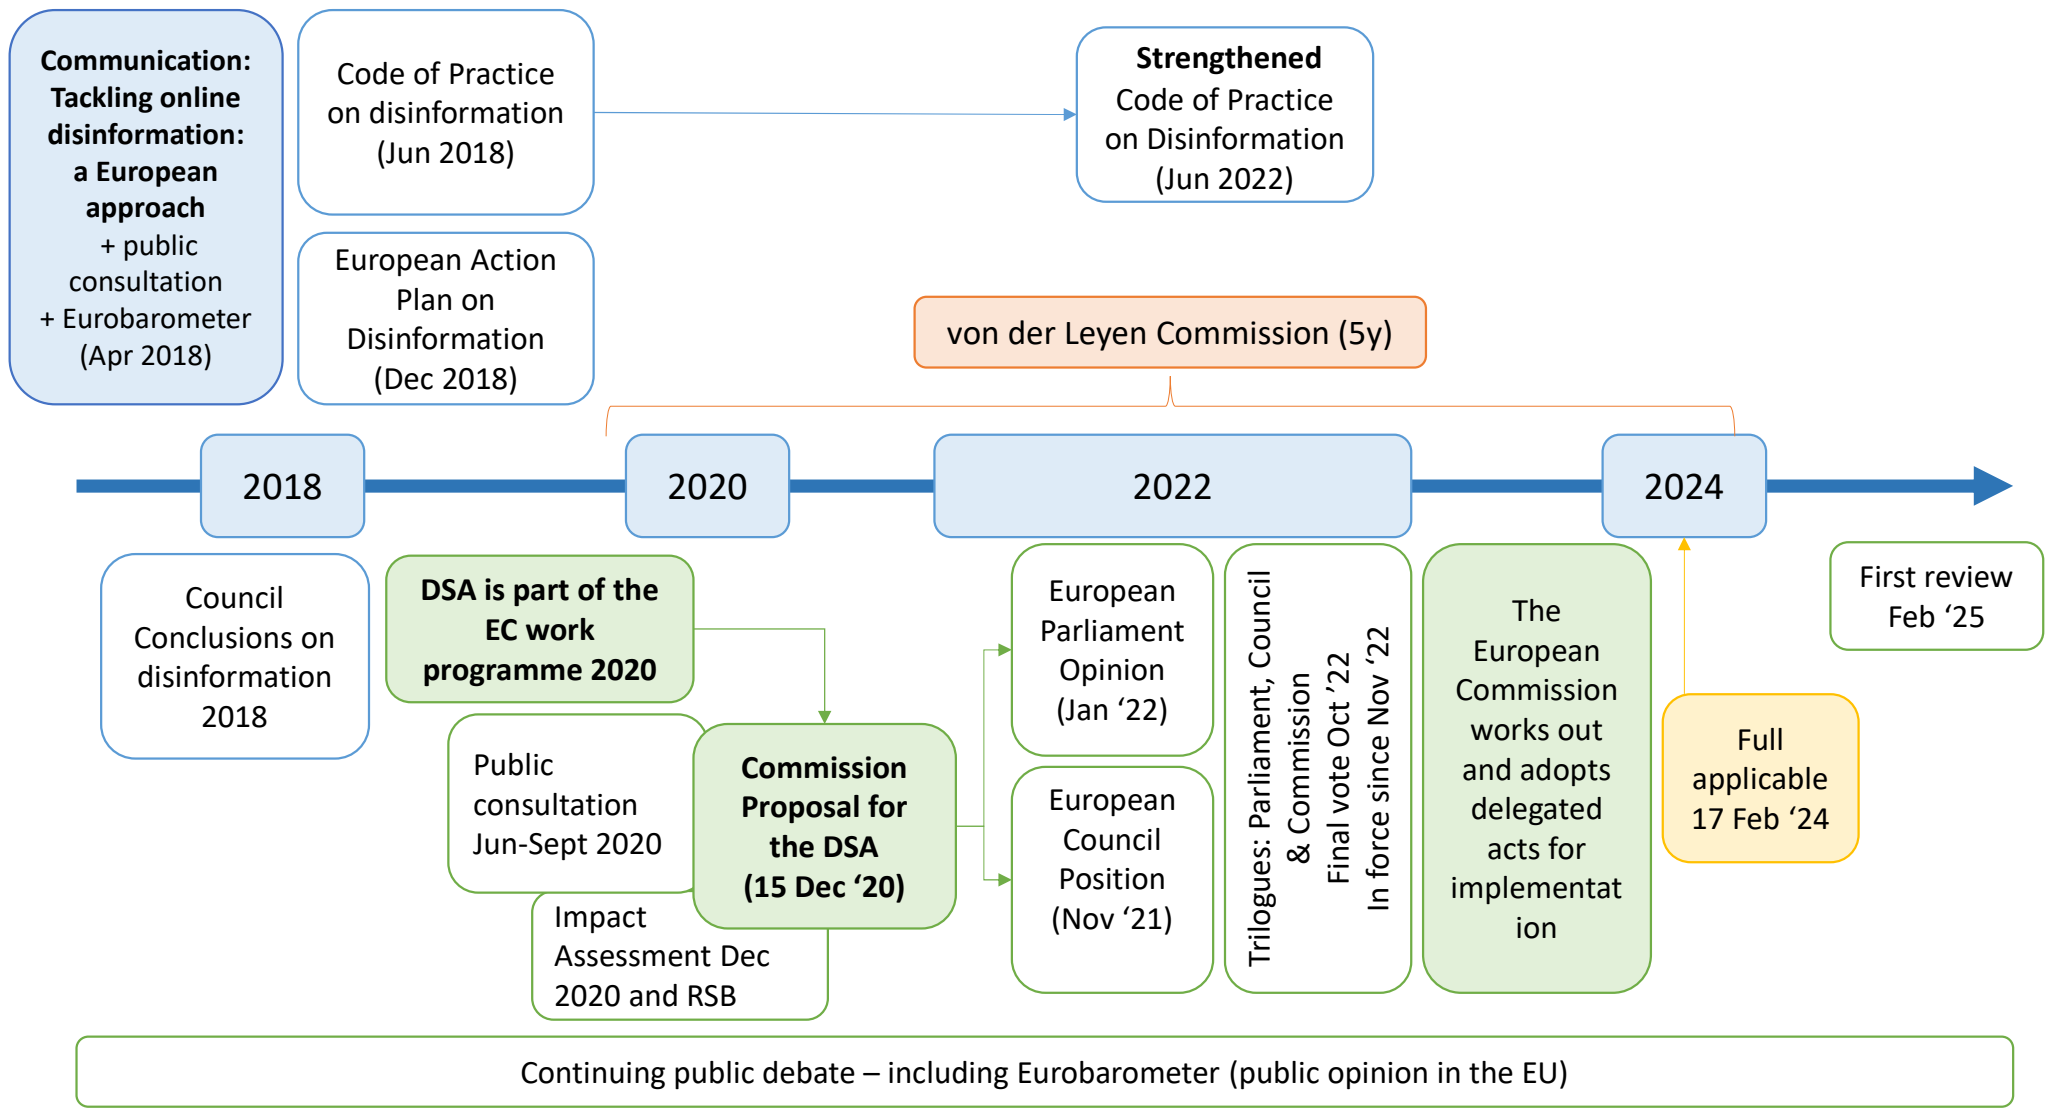 Communication:
Tackling online
disinformation:
a European
approach
+ public
consultation
+ Eurobarometer
(Apr 2018)
Code of Practice
on disinformation
(Jun 2018)
European Action
Plan on
Disinformation
(Dec 2018)
Strengthened
Code of Practice
on Disinformation
(Jun 2022)
von der Leyen Commission (5y)
2018
2020
2022
2024
Council
Conclusions on
disinformation
2018
DSA is part of the
EC work
programme 2020
Public
consultation
Jun-Sept 2020
Impact
Assessment Dec
2020 and RSB
Commission
Proposal for
the DSA
(15 Dec ‘20)
European
Parliament
Opinion
(Jan ‘22)
European
Council
Position
(Nov ‘21)
Trilogues: Parliament, Council
& Commission
Final vote Oct ’22
In force since Nov ‘22
The
European
Commission
works out
and adopts
delegated
acts for
implementat
ion
Full
applicable
17 Feb ‘24
First review
Feb ‘25
Continuing public debate – including Eurobarometer (public opinion in the EU)